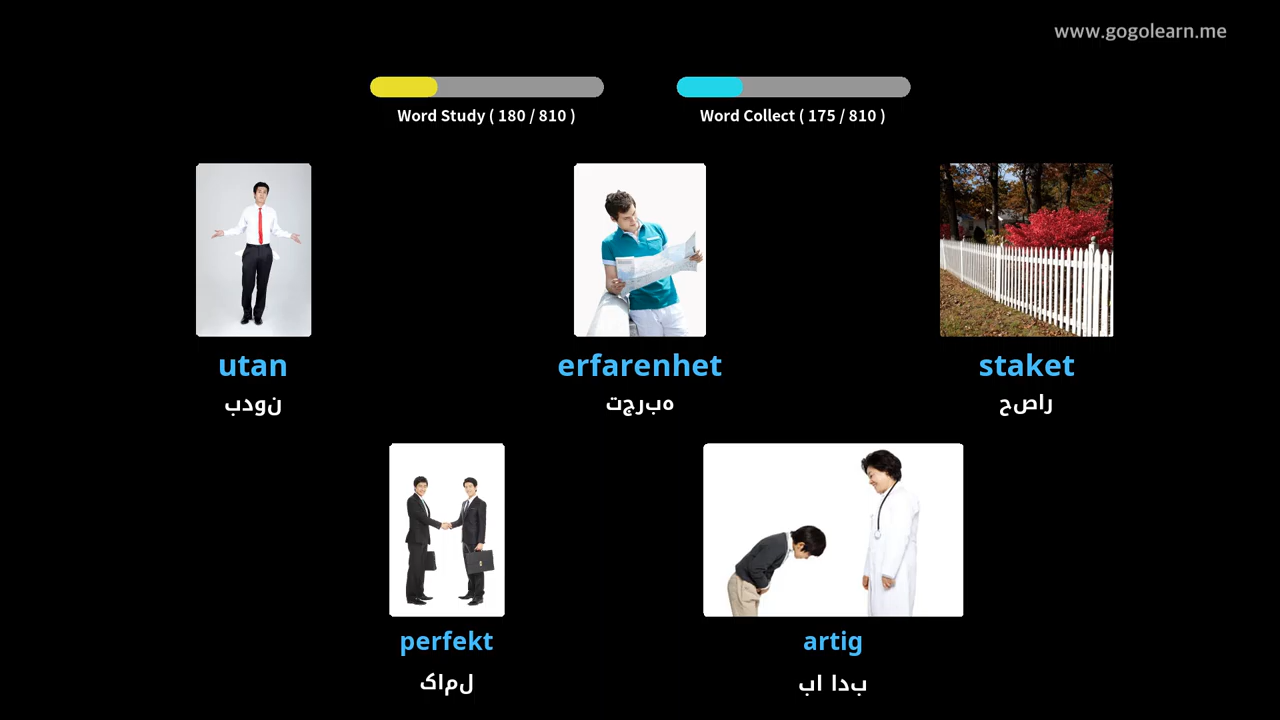 www.gogolearn.me
Word Study ( 180 / 810 )
Word Collect ( 175 / 810 )
utan
erfarenhet
staket
بدون
تجربه
حصار
perfekt
artig
کامل
با ادب